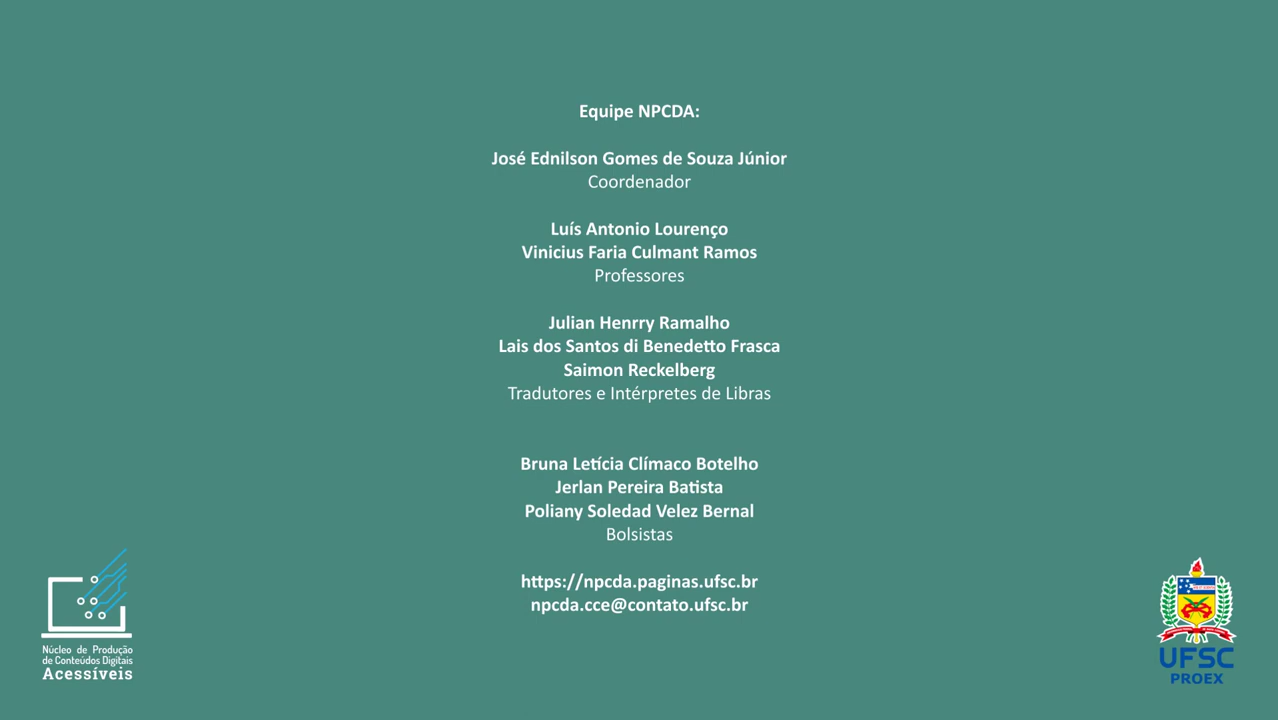 Equipe NPCDA:
José Ednilson Gomes de Souza Júnior
Coordenador
Luís Antonio Lourenço
Vinicius Faria Culmant Ramos
Professores
Julian Henrry Ramalho
Lais dos Santos di Benedetto Frasca
Saimon Reckelberg
Tradutores e Intérpretes de Libras
Bruna Letícia Clímaco Botelho
Jerlan Pereira Batista
Poliany Soledad Velez Bernal
Bolsistas
https://npcda.paginas.ufsc.br
npcda.cce@contato.ufsc.br
Núcleo de Produção
de Conteúdos Digitais
Acessíveis
UFSC
PROEX